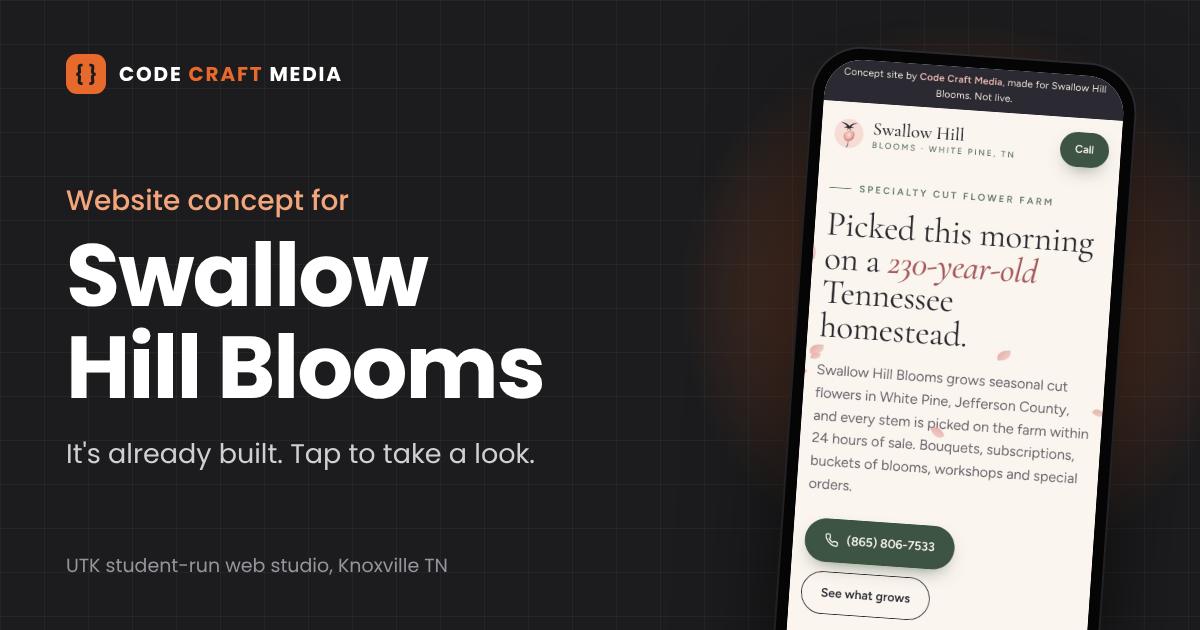 { } CODE CRAFT MEDIA
Website concept for
Swallow
Hill Blooms
It's already built. Tap to take a look.
UTK student-run web studio, Knoxville TN
Concept site by Code Craft Media, made for Swallow Hill
Blooms. Not live.
Swallow Hill
BLOOMS · WHITE PINE, TN
Call
SPECIALTY CUT FLOWER FARM
Picked this morning
on a 230-year-old
Tennessee
homestead.
Swallow Hill Blooms grows seasonal cut
flowers in White Pine, Jefferson County,
and every stem is picked on the farm within
24 hours of sale. Bouquets, subscriptions,
buckets of blooms, workshops and special
orders.
(865) 806-7533
See what grows